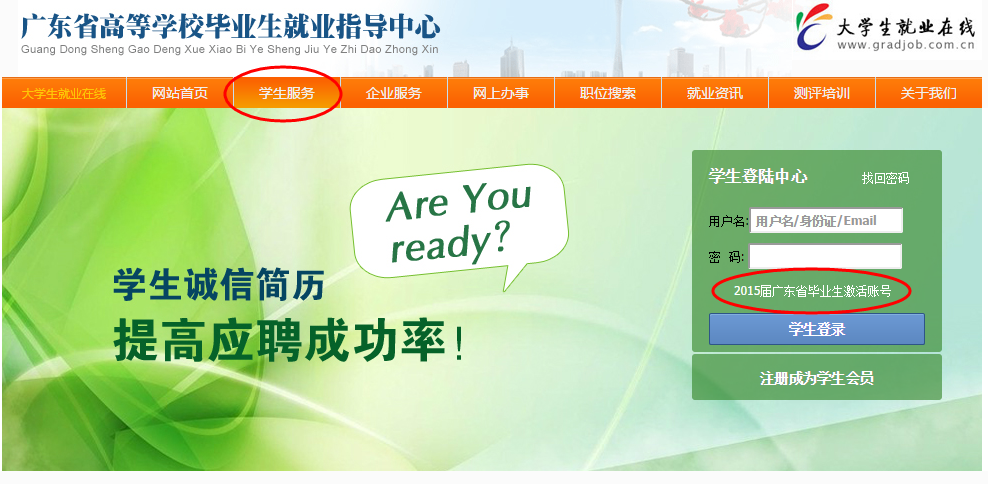 广东省高等学校毕业生就业指导中心
Guang Dong Sheng Gao Deng Xue Xiao Bi Ye Sheng Jiu Ye Zhi Dao Zhong Xin
大学生就业在线
www.gradjob.com.cn
大学生就业在线 网站首页 学生服务 企业服务 网上办事 职位搜索 就业资讯 测评培训 关于我们
Are You
ready?
学生诚信简历
提高应聘成功率!
学生登陆中心 找回密码
用户名: 用户名/身份证/Email
密 码:
2015届广东省毕业生激活账号
学生登录
注册成为学生会员